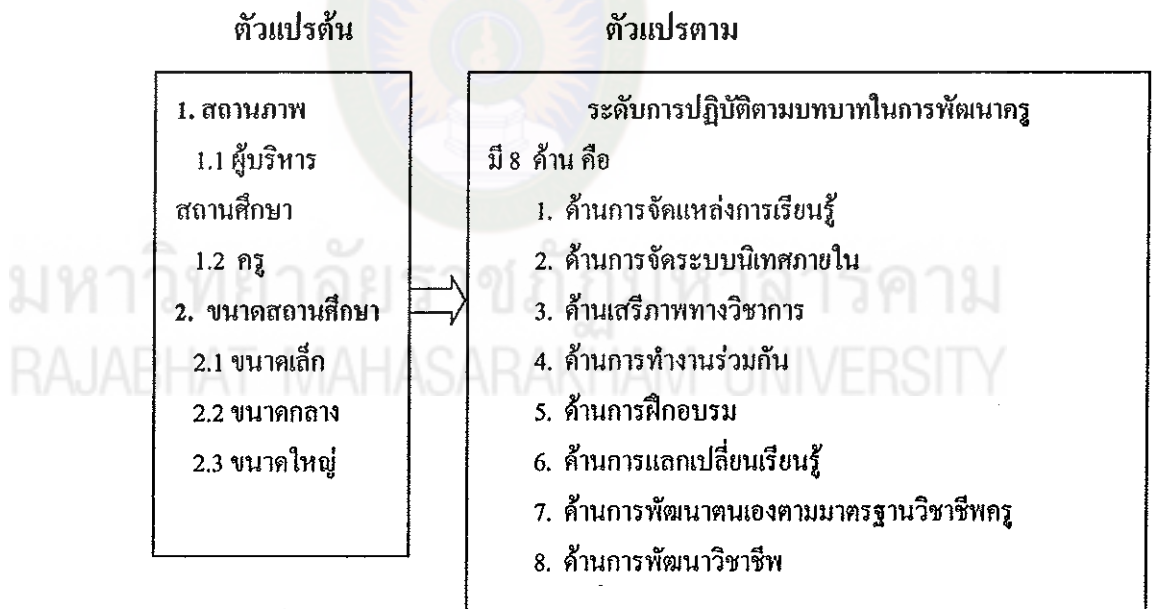 ตัวแปรต้น
ตัวแปรตาม
1. สถานภาพ
1.1 ผู้บริหาร
สถานศึกษา
1.2 ครู
2. ขนาดสถานศึกษา
2.1 ขนาดเล็ก
2.2 ขนาดกลาง
2.3 ขนาดใหญ่
ระดับการปฏิบัติตามบทบาทในการพัฒนาครู
มี 8 ด้าน คือ
1. ด้านการจัดแหล่งการเรียนรู้
2. ด้านการจัดระบบนิเทศภายใน
3. ด้านเสรีภาพทางวิชาการ
4. ด้านการทำงานร่วมกัน
5. ด้านการฝึกอบรม
6. ด้านการแลกเปลี่ยนเรียนรู้
7. ด้านการพัฒนาตนเองตามมาตรฐานวิชาชีพครู
8. ด้านการพัฒนาวิชาชีพ
มหาวิทยาลัยราชภัฏมหาสารคาม
RAJABHAT MAHASARAKHAM UNIVERSITY